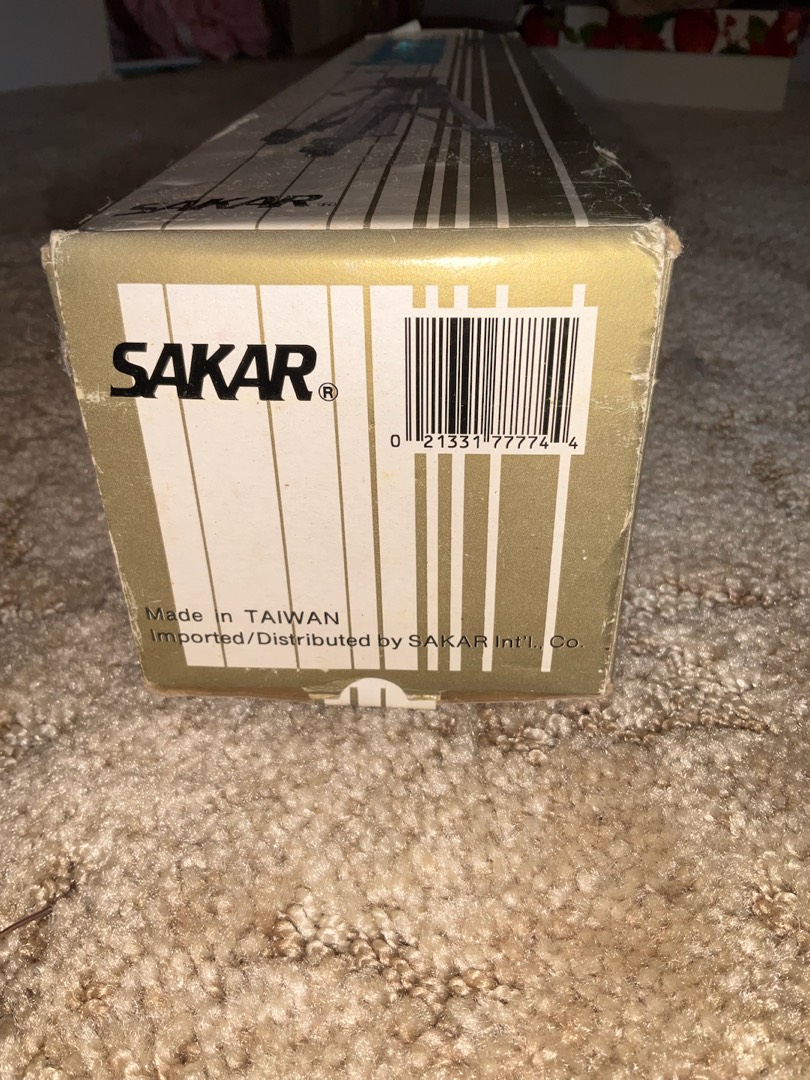 SAKAR®
SAKAR®
0 21331 77774 4
Made in TAIWAN
Imported/Distributed by SAKAR Int'l., Co.